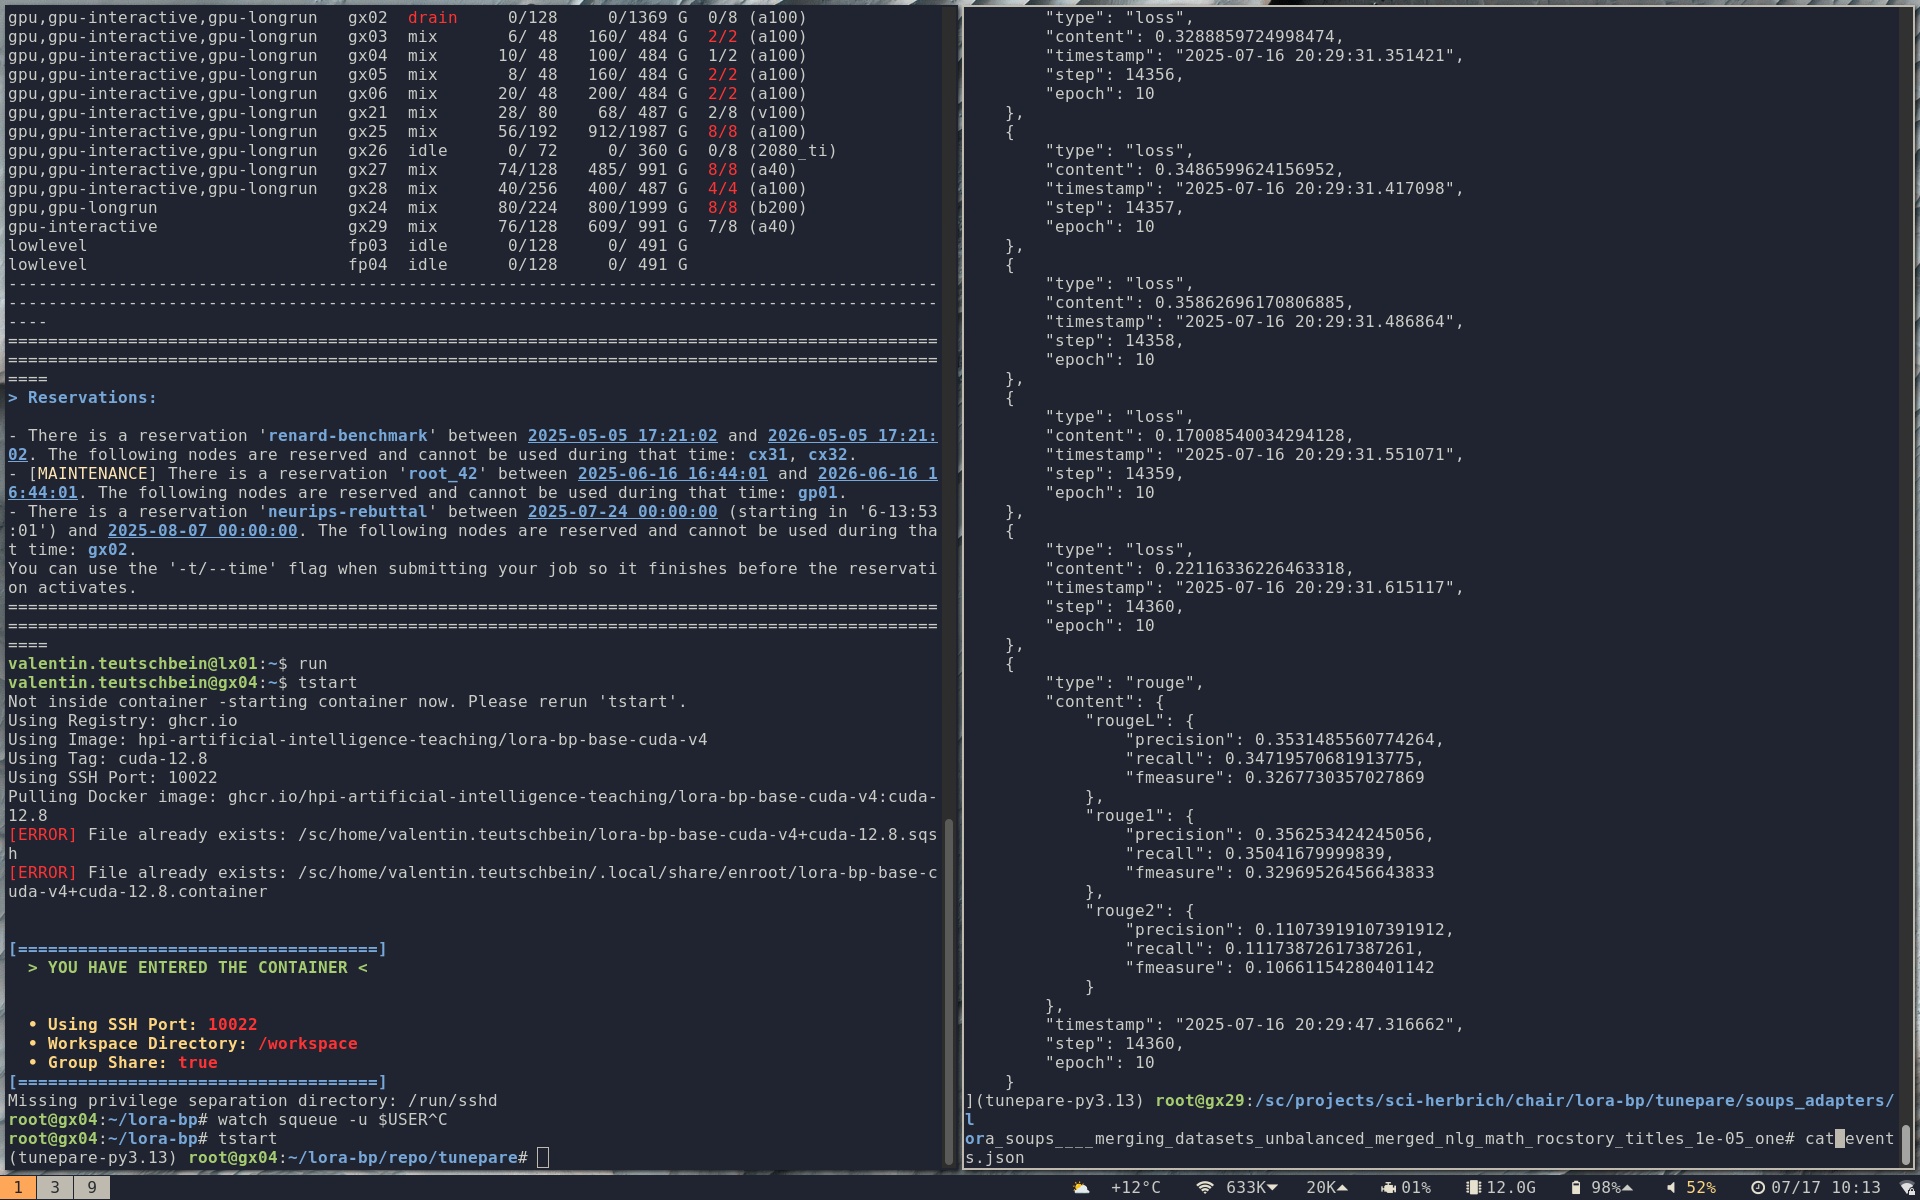 gpu,gpu-interactive,gpu-longrun   gx02  drain     0/128     0/1369 G  0/8 (a100)
gpu,gpu-interactive,gpu-longrun   gx03  mix       6/ 48   160/ 484 G  2/2 (a100)
gpu,gpu-interactive,gpu-longrun   gx04  mix      10/ 48   100/ 484 G  1/2 (a100)
gpu,gpu-interactive,gpu-longrun   gx05  mix       8/ 48   160/ 484 G  2/2 (a100)
gpu,gpu-interactive,gpu-longrun   gx06  mix      20/ 48   200/ 484 G  2/2 (a100)
gpu,gpu-interactive,gpu-longrun   gx21  mix      28/ 80    68/ 487 G  2/8 (v100)
gpu,gpu-interactive,gpu-longrun   gx25  mix      56/192   912/1987 G  8/8 (a100)
gpu,gpu-interactive,gpu-longrun   gx26  idle      0/ 72     0/ 360 G  0/8 (2080_ti)
gpu,gpu-interactive,gpu-longrun   gx27  mix      74/128   485/ 991 G  8/8 (a40)
gpu,gpu-interactive,gpu-longrun   gx28  mix      40/256   400/ 487 G  4/4 (a100)
gpu,gpu-longrun                   gx24  mix      80/224   800/1999 G  8/8 (b200)
gpu-interactive                   gx29  mix      76/128   609/ 991 G  7/8 (a40)
lowlevel                          fp03  idle      0/128     0/ 491 G
lowlevel                          fp04  idle      0/128     0/ 491 G
---------------------------------------------------------------------------------------------
---------------------------------------------------------------------------------------------
----
=============================================================================================
=============================================================================================
====
> Reservations:
- There is a reservation 'renard-benchmark' between 2025-05-05 17:21:02 and 2026-05-05 17:21:
02. The following nodes are reserved and cannot be used during that time: cx31, cx32.
- [MAINTENANCE] There is a reservation 'root_42' between 2025-06-16 16:44:01 and 2026-06-16 1
6:44:01. The following nodes are reserved and cannot be used during that time: gp01.
- There is a reservation 'neurips-rebuttal' between 2025-07-24 00:00:00 (starting in '6-13:53
:01') and 2025-08-07 00:00:00. The following nodes are reserved and cannot be used during tha
t time: gx02.
You can use the '-t/--time' flag when submitting your job so it finishes before the reservati
on activates.
=============================================================================================
=============================================================================================
====
valentin.teutschbein@lx01:~$ run
valentin.teutschbein@gx04:~$ tstart
Not inside container -starting container now. Please rerun 'tstart'.
Using Registry: ghcr.io
Using Image: hpi-artificial-intelligence-teaching/lora-bp-base-cuda-v4
Using Tag: cuda-12.8
Using SSH Port: 10022
Pulling Docker image: ghcr.io/hpi-artificial-intelligence-teaching/lora-bp-base-cuda-v4:cuda-
12.8
[ERROR] File already exists: /sc/home/valentin.teutschbein/lora-bp-base-cuda-v4+cuda-12.8.sqs
h
[ERROR] File already exists: /sc/home/valentin.teutschbein/.local/share/enroot/lora-bp-base-c
uda-v4+cuda-12.8.container
[====================================]
> YOU HAVE ENTERED THE CONTAINER <
• Using SSH Port: 10022
• Workspace Directory: /workspace
• Group Share: true
[====================================]
Missing privilege separation directory: /run/sshd
root@gx04:~/lora-bp# watch squeue -u $USER^C
root@gx04:~/lora-bp# tstart
(tunepare-py3.13) root@gx04:~/lora-bp/repo/tunepare#
"type": "loss",
"content": 0.3288859724998474,
"timestamp": "2025-07-16 20:29:31.351421",
"step": 14356,
"epoch": 10
},
{
"type": "loss",
"content": 0.3486599624156952,
"timestamp": "2025-07-16 20:29:31.417098",
"step": 14357,
"epoch": 10
},
{
"type": "loss",
"content": 0.35862696170806885,
"timestamp": "2025-07-16 20:29:31.486864",
"step": 14358,
"epoch": 10
},
{
"type": "loss",
"content": 0.17008540034294128,
"timestamp": "2025-07-16 20:29:31.551071",
"step": 14359,
"epoch": 10
},
{
"type": "loss",
"content": 0.22116336226463318,
"timestamp": "2025-07-16 20:29:31.615117",
"step": 14360,
"epoch": 10
},
{
"type": "rouge",
"content": {
"rougeL": {
"precision": 0.3531485560774264,
"recall": 0.34719570681913775,
"fmeasure": 0.3267730357027869
},
"rouge1": {
"precision": 0.356253424245056,
"recall": 0.35041679999839,
"fmeasure": 0.32969526456643833
},
"rouge2": {
"precision": 0.11073919107391912,
"recall": 0.11173872617387261,
"fmeasure": 0.10661154280401142
}
},
"timestamp": "2025-07-16 20:29:47.316662",
"step": 14360,
"epoch": 10
}
](tunepare-py3.13) root@gx29:/sc/projects/sci-herbrich/chair/lora-bp/tunepare/soups_adapters/
l
ora_soups____merging_datasets_unbalanced_merged_nlg_math_rocstory_titles_1e-05_one# cat event
s.json
1 3 9 +12°C 633K 20K 01% 12.0G 98% 52% 07/17 10:13